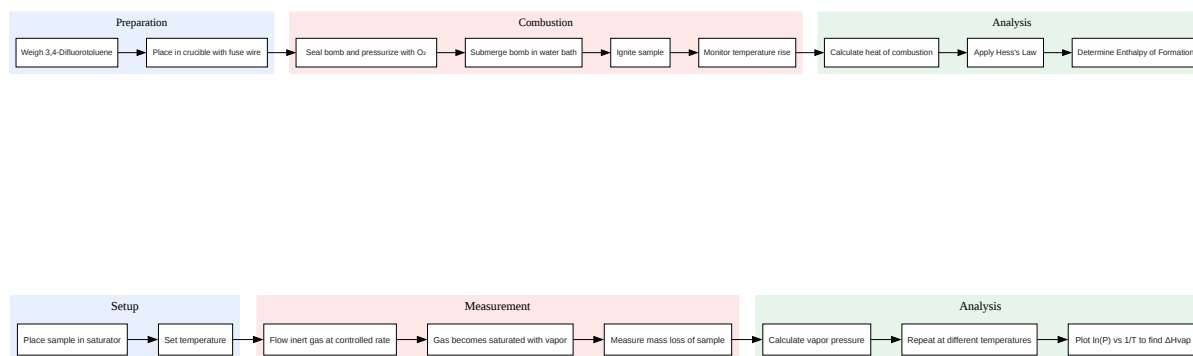 Preparation
Combustion
Analysis
Weigh 3,4-Difluorotoluene
Place in crucible with fuse wire
Seal bomb and pressurize with O₂
Submerge bomb in water bath
Ignite sample
Monitor temperature rise
Calculate heat of combustion
Apply Hess's Law
Determine Enthalpy of Formation
Setup
Measurement
Analysis
Place sample in saturator
Set temperature
Flow inert gas at controlled rate
Gas becomes saturated with vapor
Measure mass loss of sample
Calculate vapor pressure
Repeat at different temperatures
Plot ln(P) vs 1/T to find ΔHvap